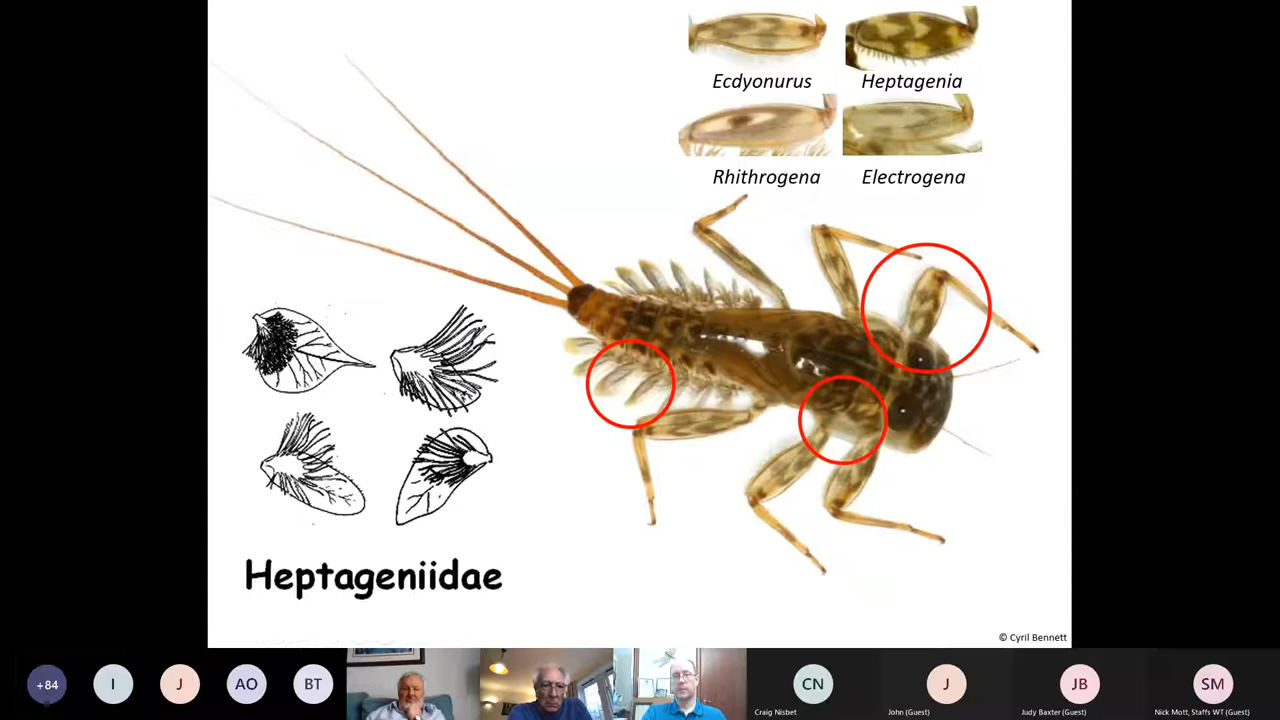 Ecdyonurus
Heptagenia
Rhithrogena
Electrogena
Heptageniidae
© Cyril Bennett
+84
I
J
AO
BT
CN
J
JB
SM
Craig Nisbet
John (Guest)
Judy Baxter (Guest)
Nick Mott, Staffs WT (Guest)